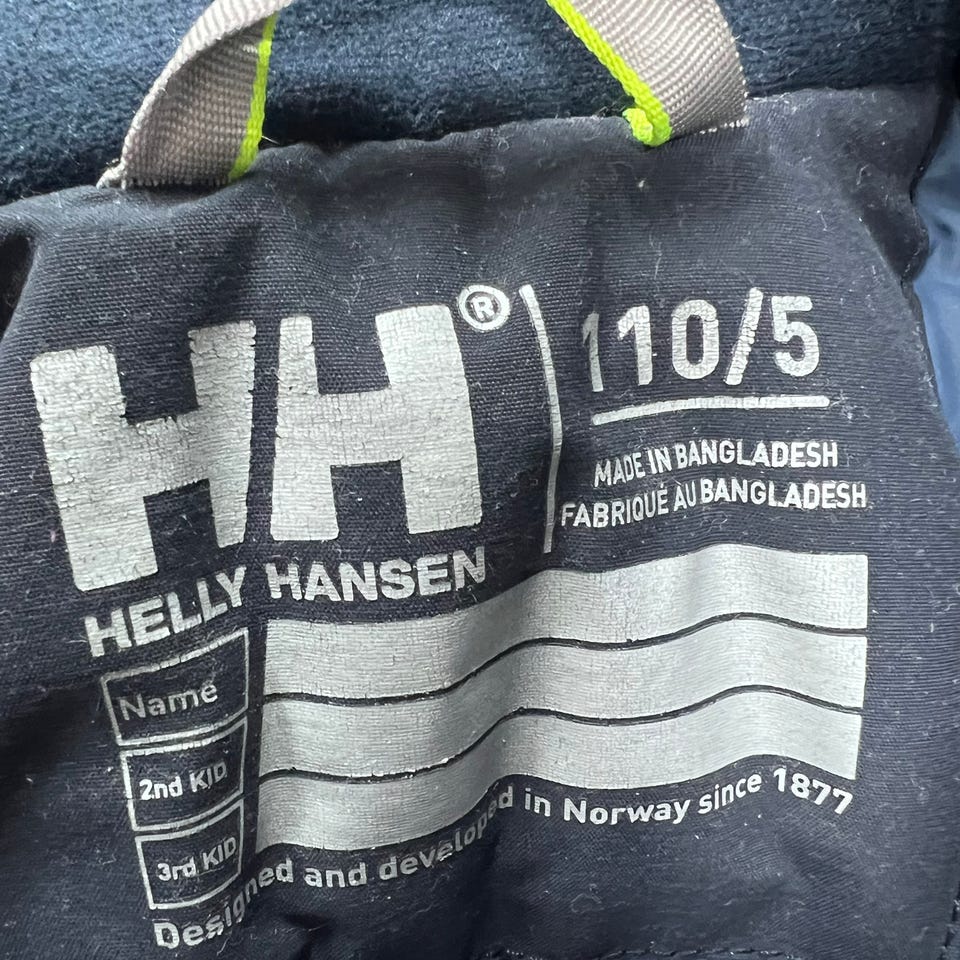 HH®
HELLY HANSEN
110/5
MADE IN BANGLADESH
FABRIQUÉ AU BANGLADESH
Name
2nd KID
3rd KID
Designed and developed in Norway since 1877